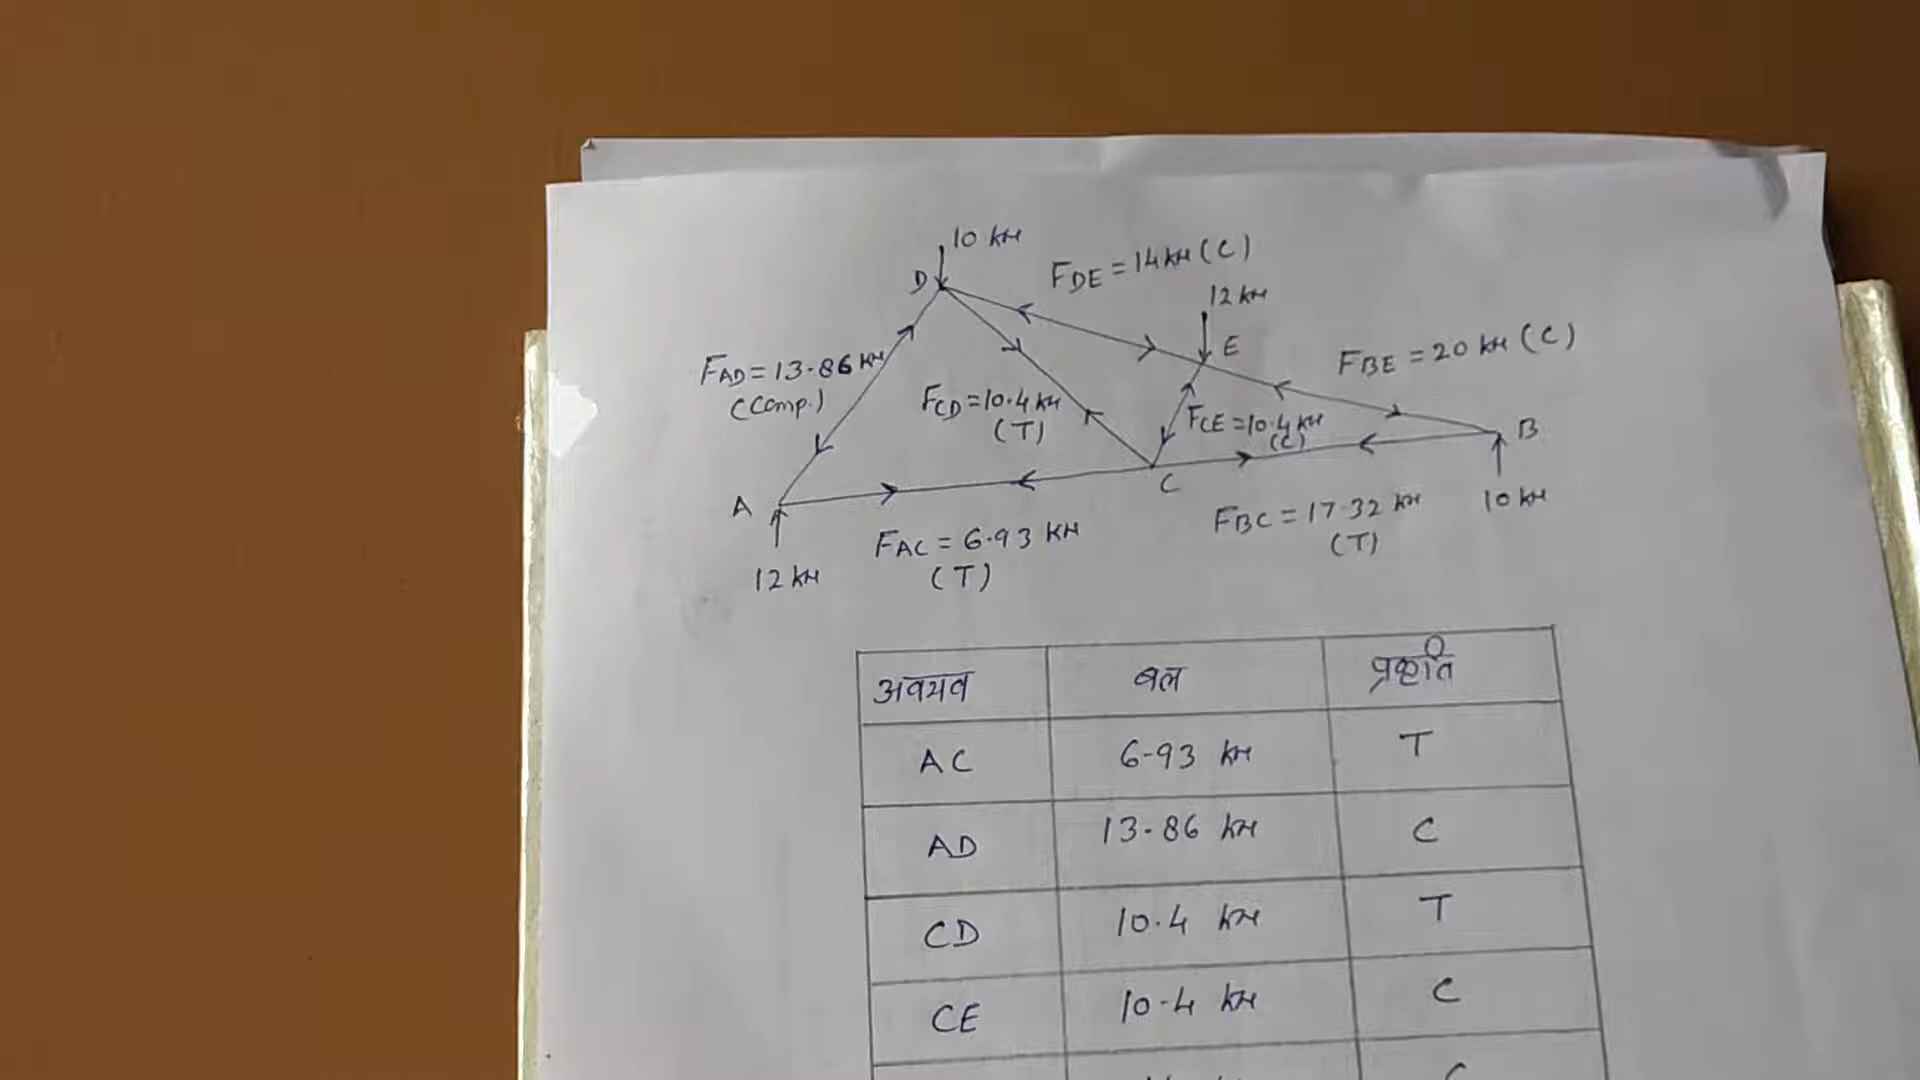 10 kN
D
FDE = 14 kN (C)
12 kN
E
FAD = 13.86 kN
(Comp.)
FCD = 10.4 kN
(T)
FCE = 10.4 kN
(C)
FBE = 20 kN (C)
B
A
C
12 kN
FAC = 6.93 kN
(T)
FBC = 17.32 kN
(T)
10 kN
अवयव बल प्रकृति
AC 6.93 kN T
AD 13.86 kN C
CD 10.4 kN T
CE 10.4 kN C